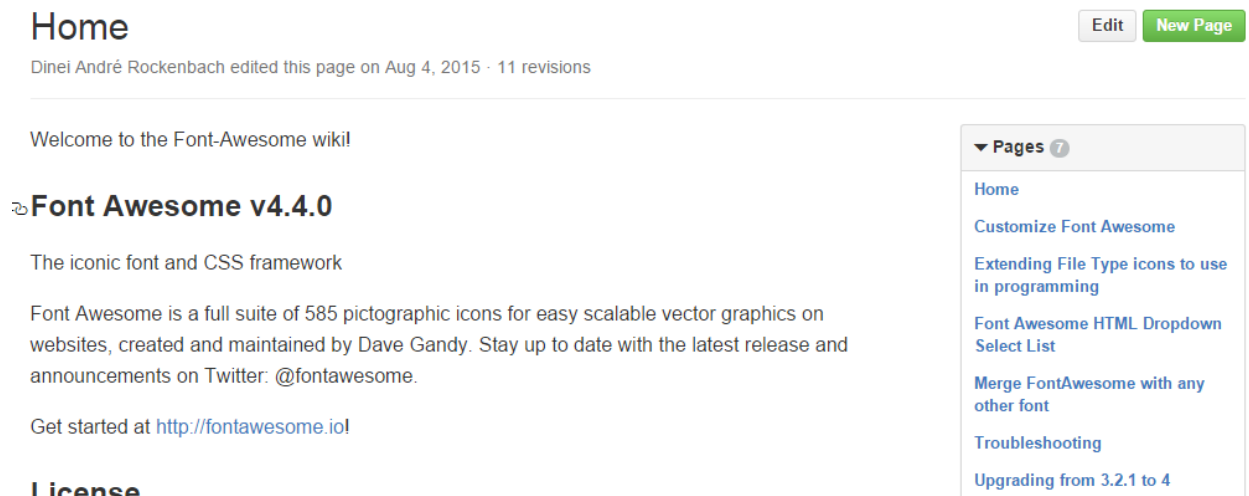 Home
Edit
New Page
Dinei André Rockenbach edited this page on Aug 4, 2015 · 11 revisions
Welcome to the Font-Awesome wiki!
Font Awesome v4.4.0
The iconic font and CSS framework
Font Awesome is a full suite of 585 pictographic icons for easy scalable vector graphics on
websites, created and maintained by Dave Gandy. Stay up to date with the latest release and
announcements on Twitter: @fontawesome.
Get started at http://fontawesome.io!
License
Pages 7
Home
Customize Font Awesome
Extending File Type icons to use
in programming
Font Awesome HTML Dropdown
Select List
Merge FontAwesome with any
other font
Troubleshooting
Upgrading from 3.2.1 to 4